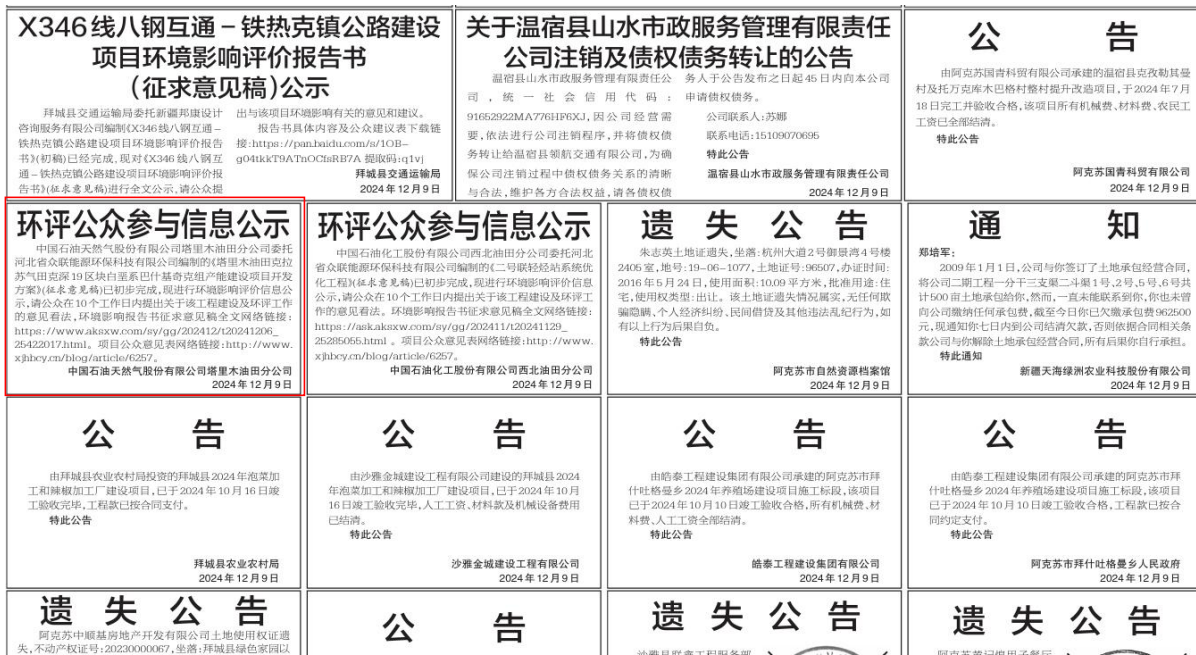 X346线八钢互通-铁热克镇公路建设
项目环境影响评价报告书
（征求意见稿）公示
拜城县交通运输局委托新疆邦康设计
咨询服务有限公司编制《X346线八钢互通-
铁热克镇公路建设项目环境影响评价报告
书》(初稿)已经完成,现对《X346线八钢互
通-铁热克镇公路建设项目环境影响评价报
告书》(征求意见稿)进行全文公示,请公众提
出与该项目环境影响有关的意见和建议。
报告书具体内容及公众建议表下载链
接:https://pan.baidu.com/s/1OB-
g04tkkT9ATnOCfsRB7A 提取码:q1vj
拜城县交通运输局
2024年12月9日
关于温宿县山水市政服务管理有限责任
公司注销及债权债务转让的公告
温宿县山水市政服务管理有限责任公
司,统一社会信用代码:
91652922MA776HF6XJ,因公司经营需
要,依法进行公司注销程序,并将债权债
务转让给温宿县领航交通有限公司,为确
保公司注销过程中债权债务关系的清晰
与合法,维护各方合法权益,请各债权债
务人于公告发布之日起45日内向本公司
申请债权债务。
公司联系人:苏娜
联系电话:15109070695
特此公告
温宿县山水市政服务管理有限责任公司
2024年12月9日
公 告
由阿克苏国青科贸有限公司承建的温宿县克孜勒其曼
村及托万克库木巴格村整村提升改造项目,于2024年7月
18日完工并验收合格,该项目所有机械费、材料费、农民工
工资已全部结清。
特此公告
阿克苏国青科贸有限公司
2024年12月9日
环评公众参与信息公示
中国石油天然气股份有限公司塔里木油田分公司委托
河北省众联能源环保科技有限公司编制的《塔里木油田克拉
苏气田克深19区块白垩系巴什基奇克组产能建设项目开发
方案》(征求意见稿)已初步完成,现进行环境影响评价信息公
示,请公众在10个工作日内提出关于该工程建设及环评工作
的意见看法,环境影响报告书征求意见稿全文网络链接:
https://www.aksxw.com/sy/gg/202412/t20241206_
25422017.html。项目公众意见表网络链接:http://www.
xjhbcy.cn/blog/article/6257。
中国石油天然气股份有限公司塔里木油田分公司
2024年12月9日
环评公众参与信息公示
中国石油化工股份有限公司西北油田分公司委托河北
省众联能源环保科技有限公司编制的《二号联轻烃站系统优
化工程》(征求意见稿)已初步完成,现进行环境影响评价信息
公示,请公众在10个工作日内提出关于该工程建设及环评工
作的意见看法。环境影响报告书征求意见稿全文网络链接:
https://ask.aksxw.com/sy/gg/202411/t20241129_
25285055.html 。项目公众意见表网络链接:http://www.
xjhbcy.cn/blog/article/6257。
中国石油化工股份有限公司西北油田分公司
2024年12月9日
遗 失 公 告
朱志英土地证遗失,坐落:杭州大道2号御景湾4号楼
2405室,地号:19-06-1077,土地证号:96507,办证时间:
2016年5月24日,使用面积:10.09平方米,批准用途:住
宅,使用权类型:出让。该土地证遗失情况属实,无任何欺
骗隐瞒,个人经济纠纷,民间借贷及其他违法乱纪行为,如
有以上行为后果自负。
特此公告
阿克苏市自然资源档案馆
2024年12月9日
通 知
郑培军:
2009年1月1日,公司与你签订了土地承包经营合同,
将公司二期工程一分干三支渠二斗渠1号,2号,5号,6号共
计500亩土地承包给你,然而,一直未能联系到你,你也未曾
向公司缴纳任何承包费,截至今日你已欠缴承包费962500
元,现通知你七日内到公司结清欠款,否则依据合同相关条
款公司与你解除土地承包经营合同,所有后果你自行承担。
特此通知
新疆天海绿洲农业科技股份有限公司
2024年12月9日
公 告
由拜城县农业农村局投资的拜城县2024年泡菜加
工和辣椒加工厂建设项目,已于2024年10月16日竣
工验收完毕,工程款已按合同支付。
特此公告
拜城县农业农村局
2024年12月9日
公 告
由沙雅金城建设工程有限公司建设的拜城县2024
年泡菜加工和辣椒加工厂建设项目,已于2024年10月
16日竣工验收完毕,人工工资、材料款及机械设备费用
已结清。
特此公告
沙雅金城建设工程有限公司
2024年12月9日
公 告
由皓泰工程建设集团有限公司承建的阿克苏市拜
什吐格曼乡2024年养殖场建设项目施工标段,该项目
已于2024年10月10日竣工验收合格,所有机械费、材
料费、人工工资全部结清。
特此公告
皓泰工程建设集团有限公司
2024年12月9日
公 告
由皓泰工程建设集团有限公司承建的阿克苏市拜
什吐格曼乡2024年养殖场建设项目施工标段,该项目
已于2024年10月10日竣工验收合格,工程款已按合
同约定支付。
特此公告
阿克苏市拜什吐格曼乡人民政府
2024年12月9日
遗 失 公 告
阿克苏中顺基房地产开发有限公司土地使用权证遗
失,不动产权证号:20230000067,坐落:拜城县绿色家园以
公 告
遗 失 公 告
遗 失 公 告